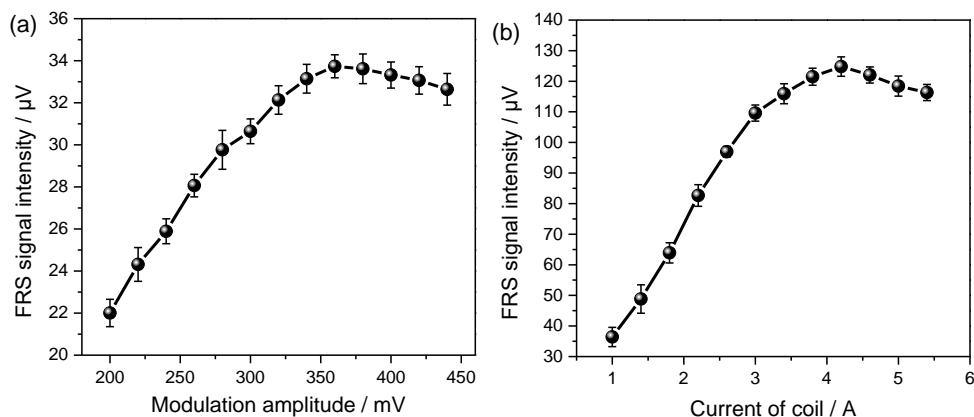 (a)
FRS signal intensity / μV
36
34
32
30
28
26
24
22
20
200 250 300 350 400 450
Modulation amplitude / mV
(b)
FRS signal intensity / μV
140
130
120
110
100
90
80
70
60
50
40
30
1 2 3 4 5 6
Current of coil / A